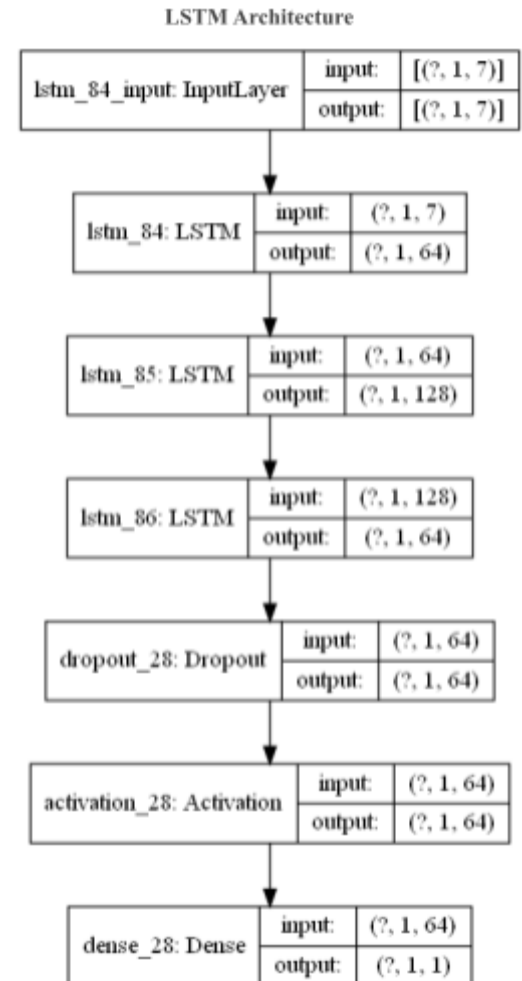 LSTM Architecture
lstm_84_input: InputLayer
input: [(?, 1, 7)]
output: [(?, 1, 7)]
lstm_84: LSTM
input: (?, 1, 7)
output: (?, 1, 64)
lstm_85: LSTM
input: (?, 1, 64)
output: (?, 1, 128)
lstm_86: LSTM
input: (?, 1, 128)
output: (?, 1, 64)
dropout_28: Dropout
input: (?, 1, 64)
output: (?, 1, 64)
activation_28: Activation
input: (?, 1, 64)
output: (?, 1, 64)
dense_28: Dense
input: (?, 1, 64)
output: (?, 1, 1)